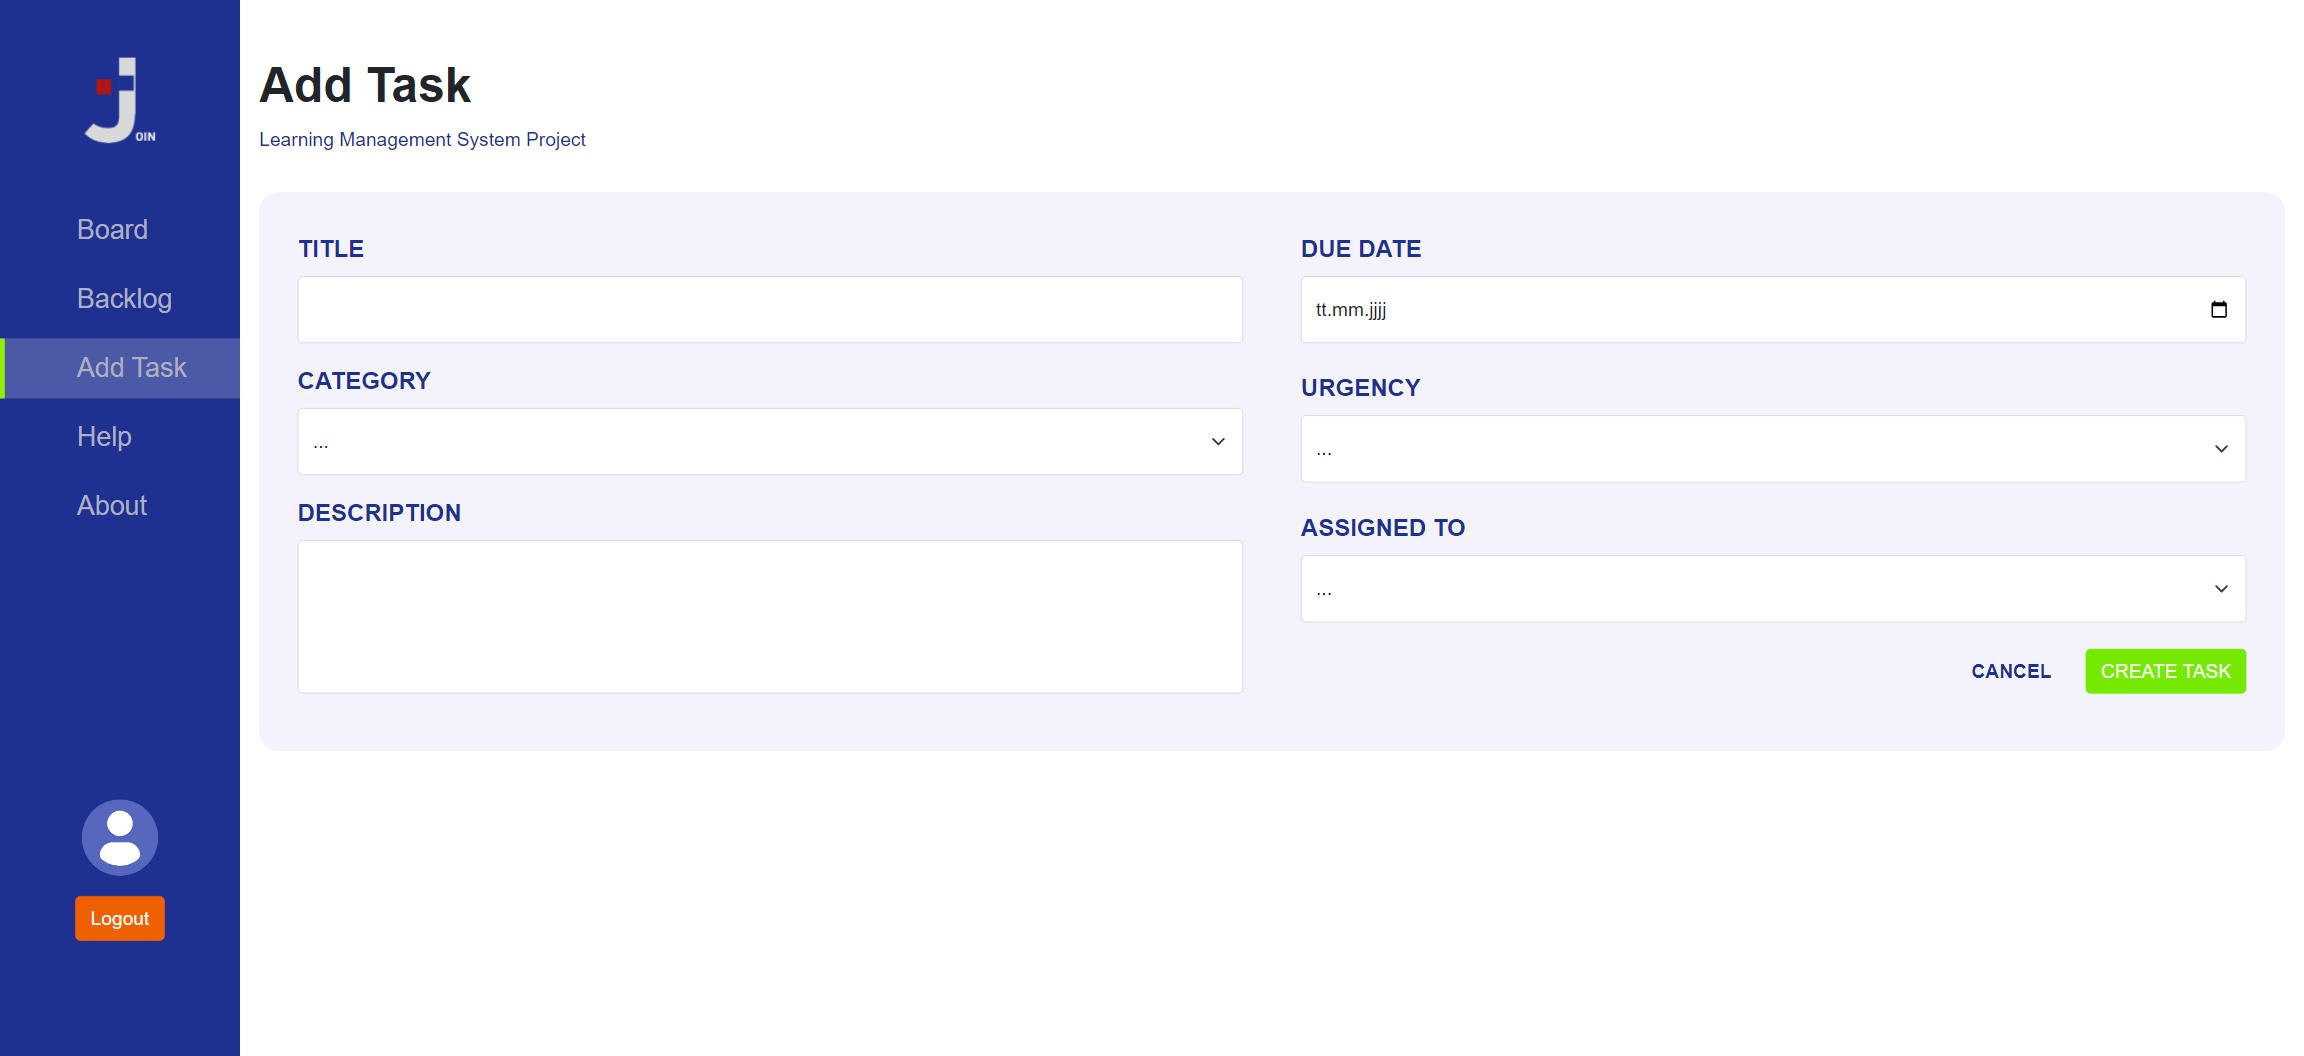 OIN
Board
Backlog
Add Task
Help
About
Logout
Add Task
Learning Management System Project
TITLE
CATEGORY
...
DESCRIPTION
DUE DATE
tt.mm.jjjj
URGENCY
...
ASSIGNED TO
...
CANCEL
CREATE TASK